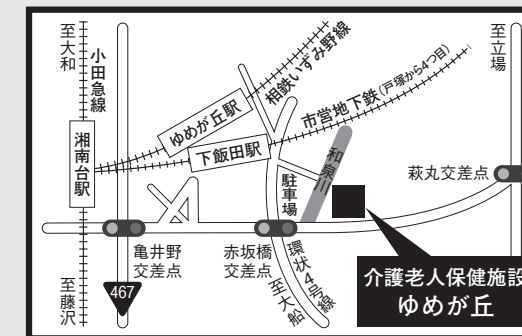 至大和
小田急線
湘南台駅
至藤沢
相鉄いずみ野線
ゆめが丘駅
市営地下鉄(戸塚から4つ目)
下飯田駅
至立場
和泉川
駐車場
萩丸交差点
亀井野
交差点
赤坂橋
交差点
環状4号線
至大船
467
介護老人保健施設
ゆめが丘